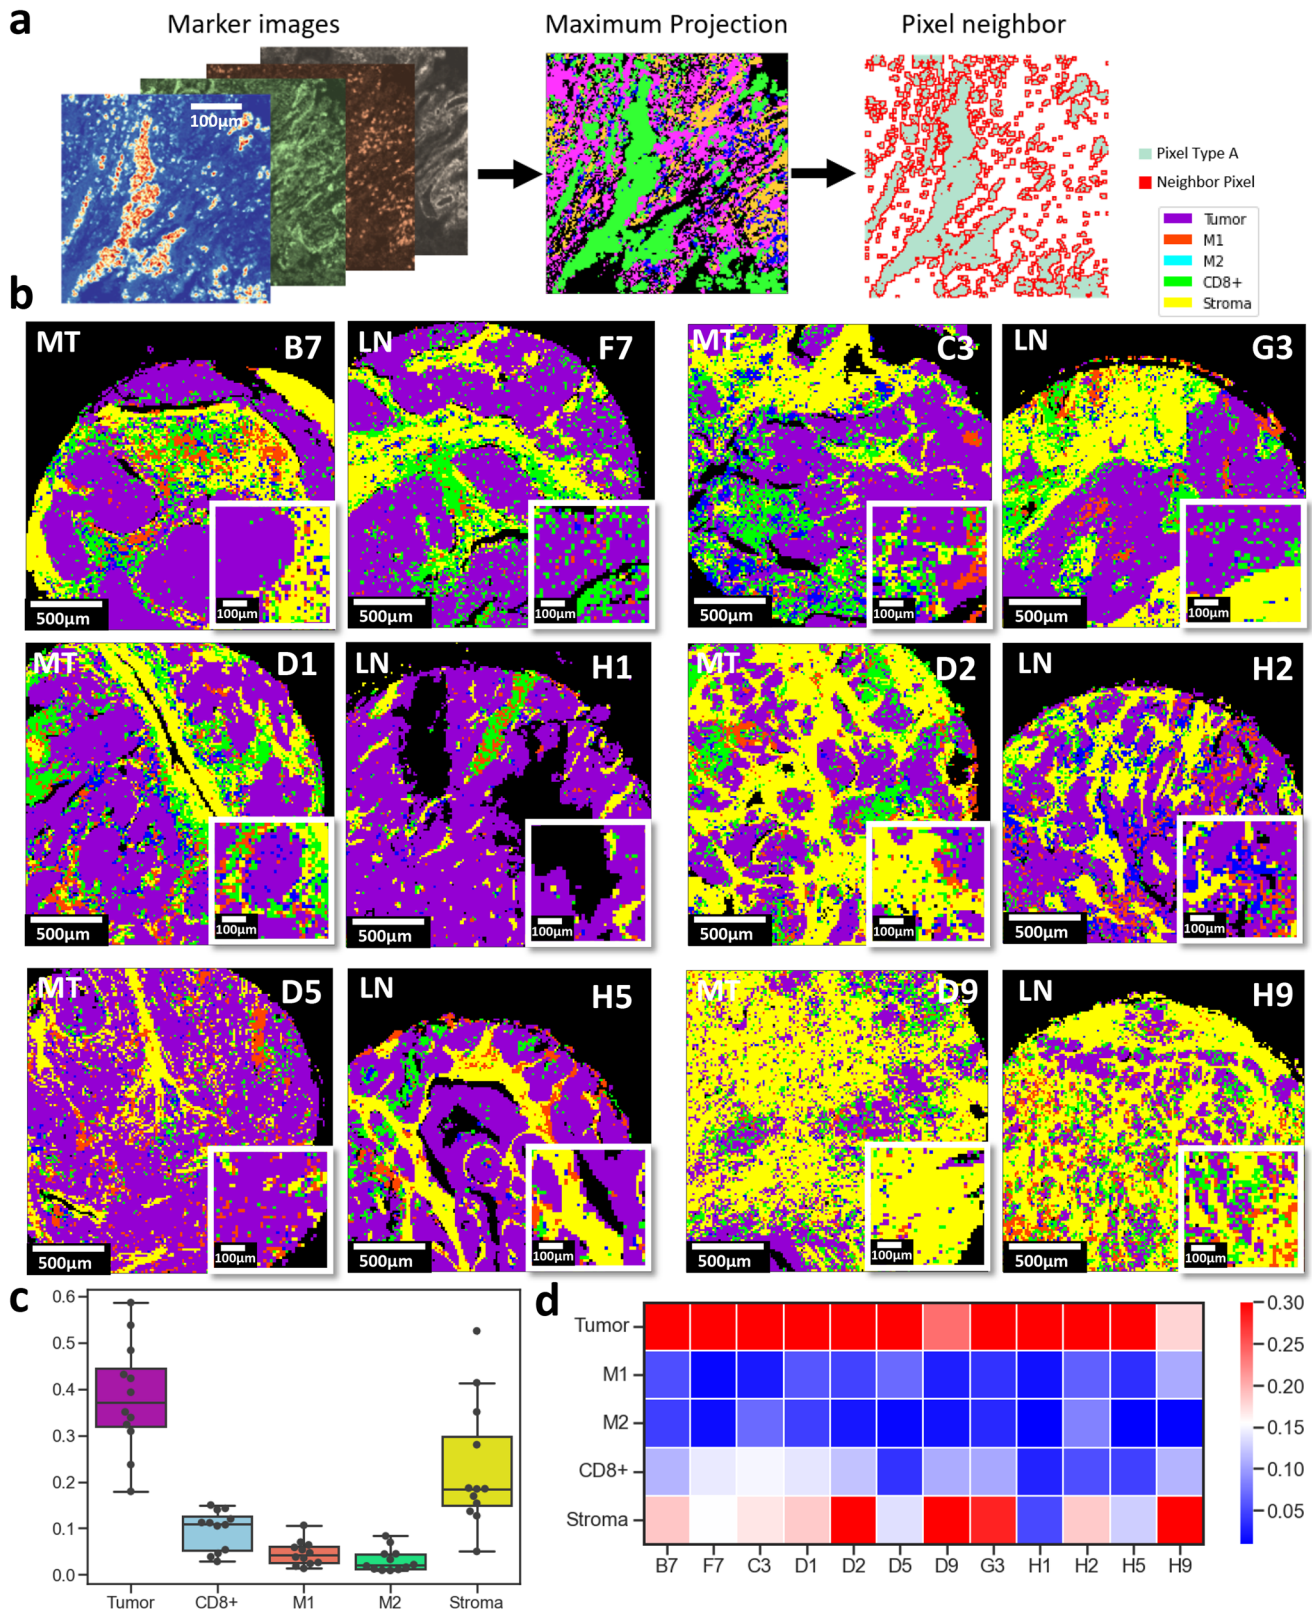 a
Marker images
Maximum Projection
Pixel neighbor
100μm
Pixel Type A
Neighbor Pixel
Tumor
M1
M2
CD8+
Stroma
b
MT
B7
500μm
100μm
LN
F7
500μm
100μm
MT
C3
500μm
100μm
LN
G3
500μm
100μm
MT
D1
500μm
100μm
LN
H1
500μm
100μm
MT
D2
500μm
100μm
LN
H2
500μm
100μm
MT
D5
500μm
100μm
LN
H5
500μm
100μm
MT
D9
500μm
100μm
LN
H9
500μm
100μm
c
0.6
0.5
0.4
0.3
0.2
0.1
0.0
Tumor CD8+ M1 M2 Stroma
d
Tumor
M1
M2
CD8+
Stroma
B7 F7 C3 D1 D2 D5 D9 G3 H1 H2 H5 H9
0.30
0.25
0.20
0.15
0.10
0.05